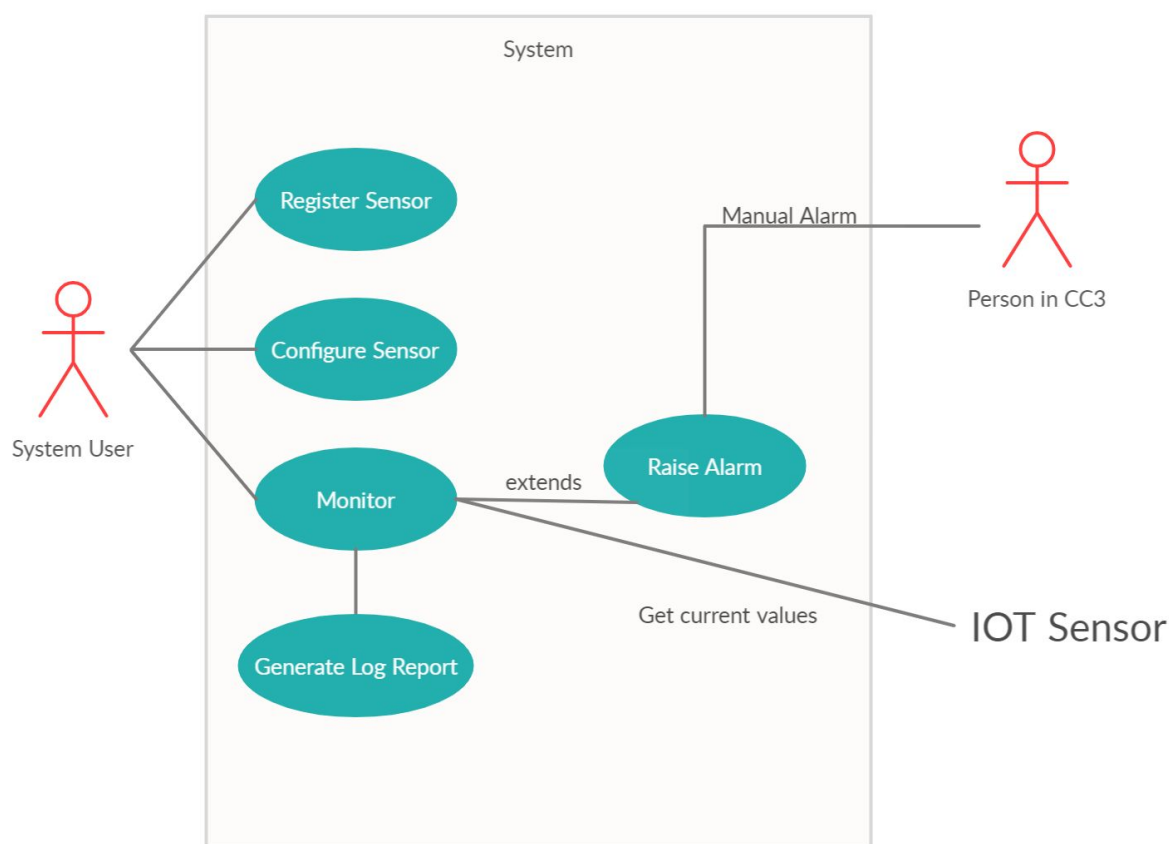 System
Register Sensor
Manual Alarm
Person in CC3
Configure Sensor
System User
Raise Alarm
extends
Monitor
Get current values
IOT Sensor
Generate Log Report